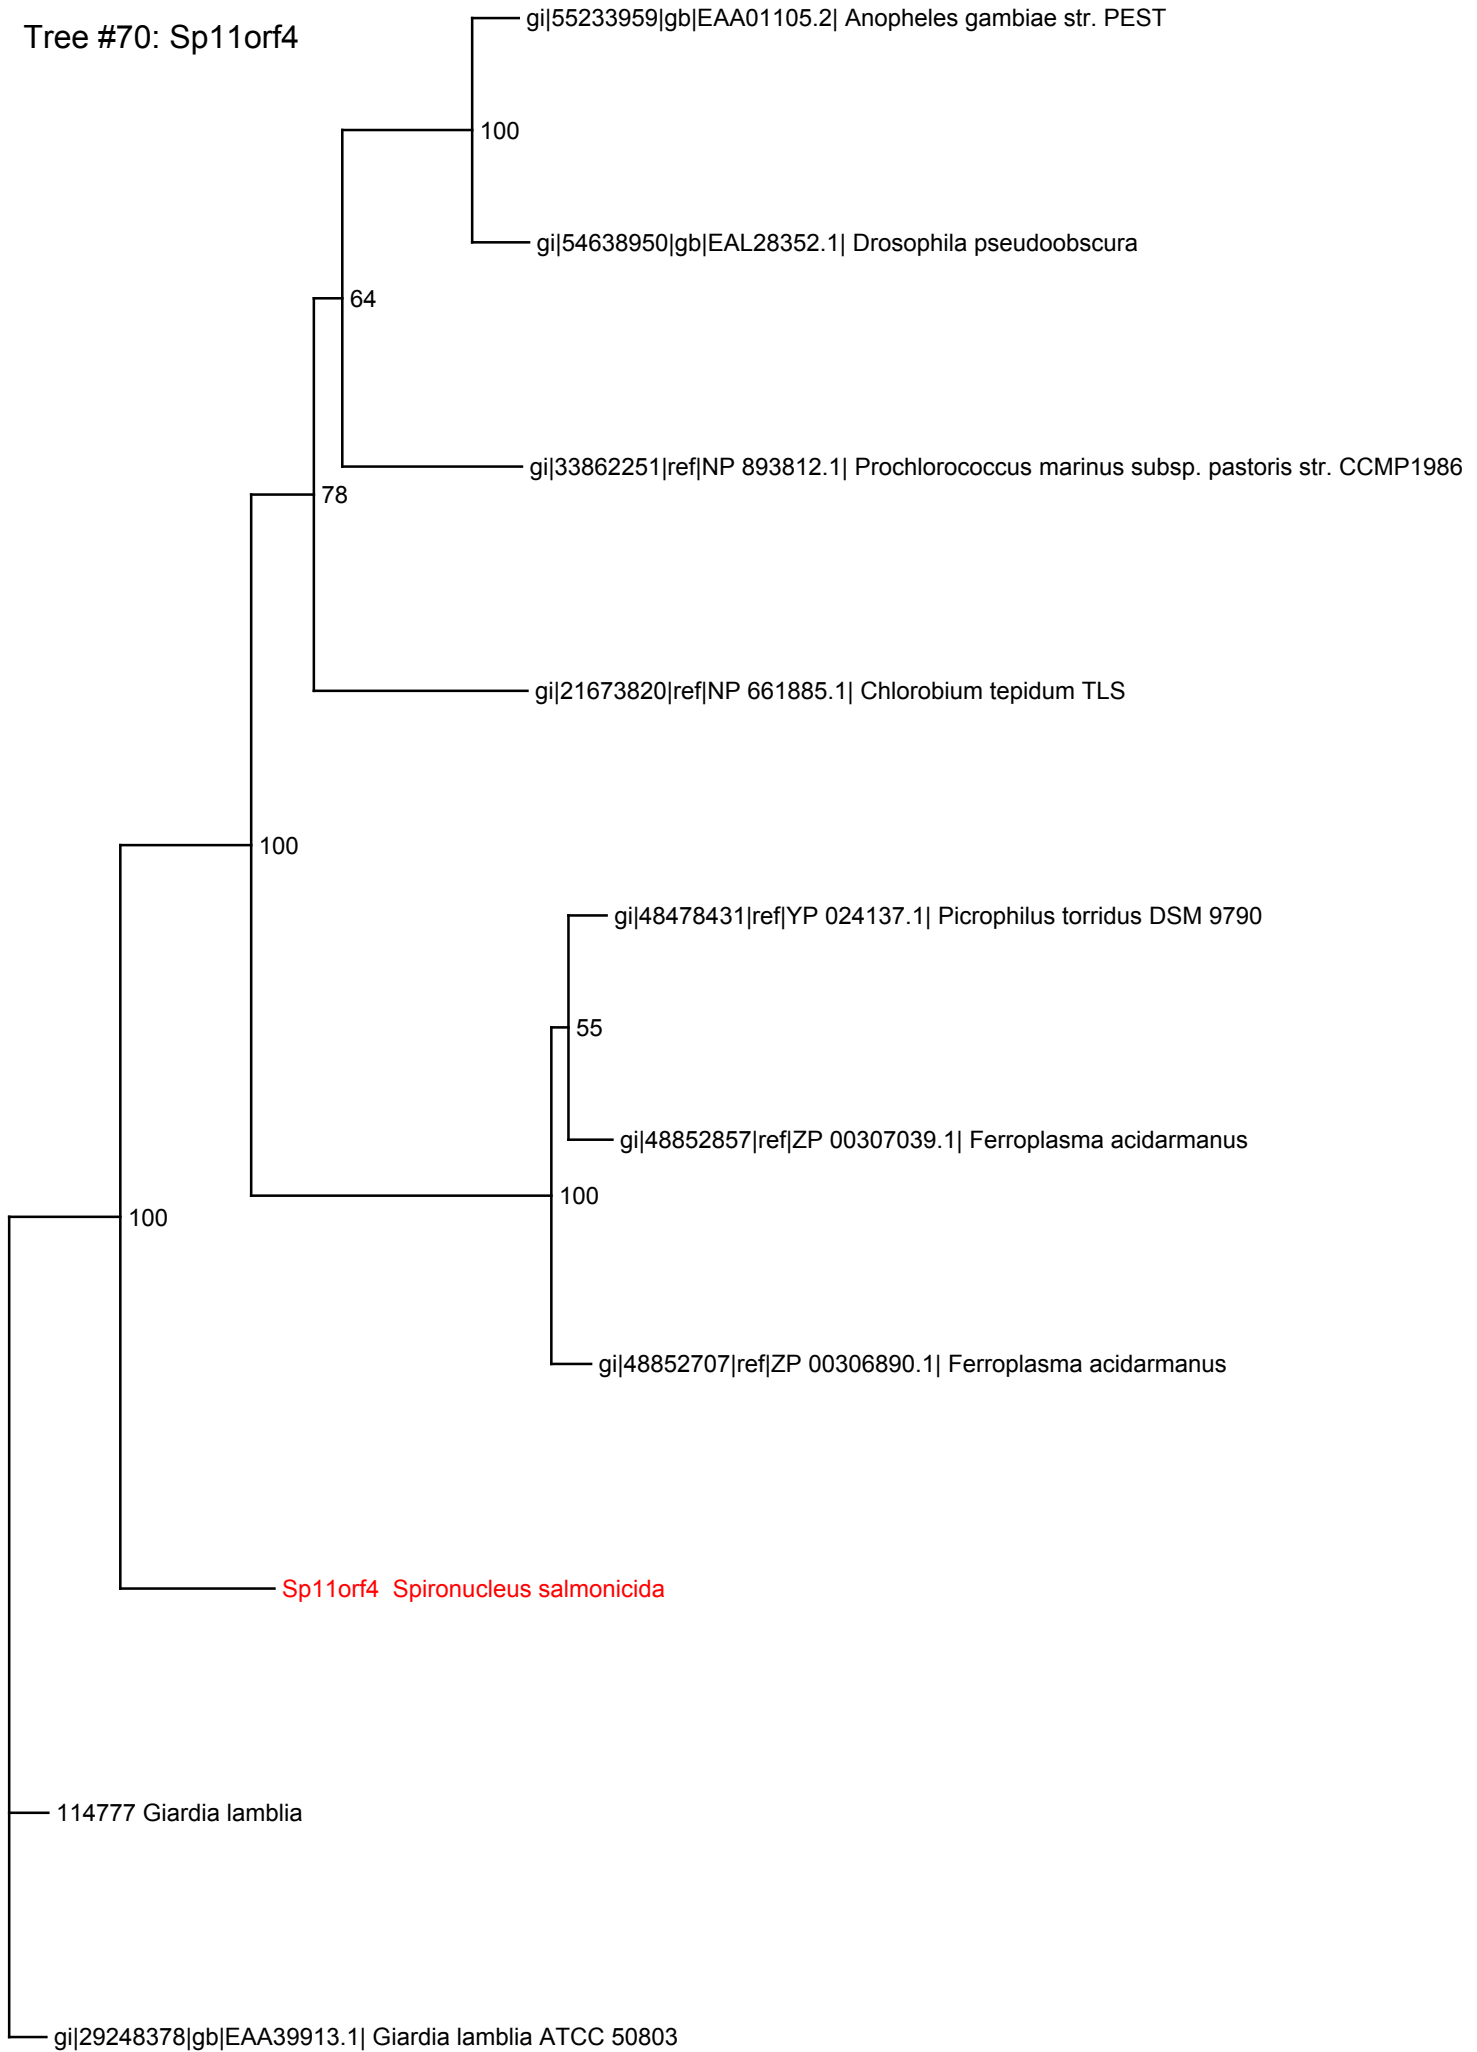 gi|55233959|gb|EAA01105.2| Anopheles gambiae str. PEST
Tree #70: Sp11orf4
100
gi|54638950|gb|EAL28352.1| Drosophila pseudoobscura
64
gi|33862251|ref|NP 893812.1| Prochlorococcus marinus subsp. pastoris str. CCMP1986
78
gi|21673820|ref|NP 661885.1| Chlorobium tepidum TLS
100
gi|48478431|ref|YP 024137.1| Picrophilus torridus DSM 9790
55
gi|48852857|ref|ZP 00307039.1| Ferroplasma acidarmanus
100
100
gi|48852707|ref|ZP 00306890.1| Ferroplasma acidarmanus
Sp11orf4  Spironucleus salmonicida
114777 Giardia lamblia
gi|29248378|gb|EAA39913.1| Giardia lamblia ATCC 50803